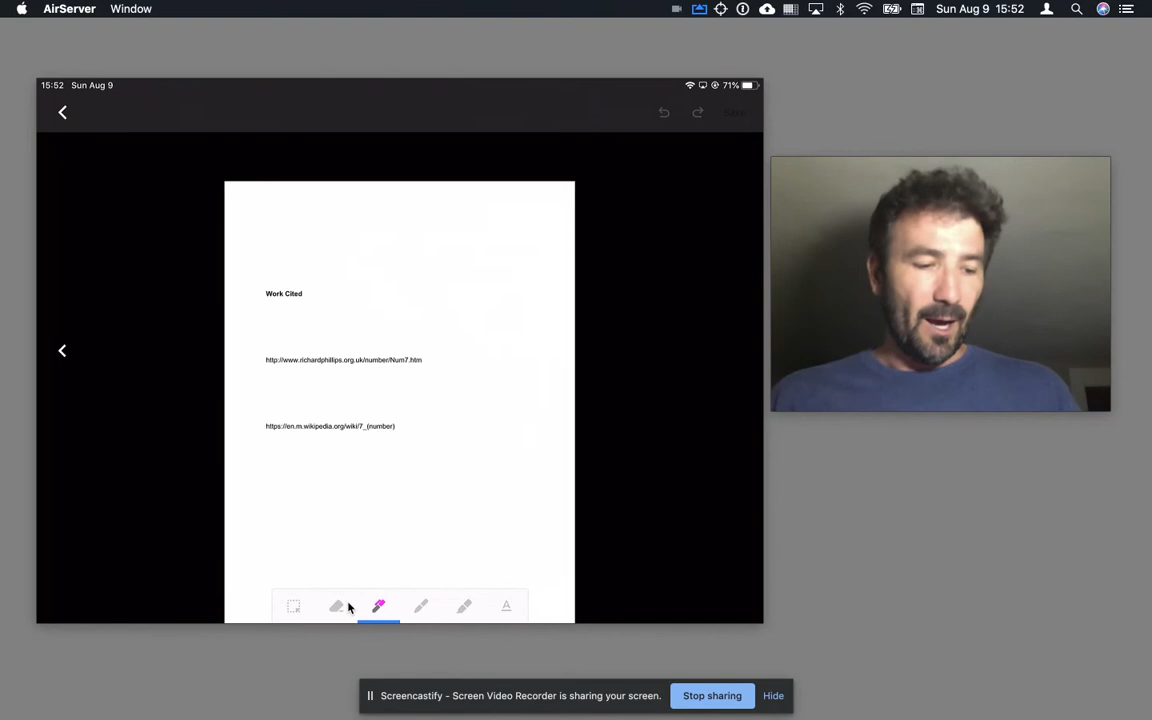 AirServer Window Sun Aug 9 15:52
15:52 Sun Aug 9 71%
Work Cited
http://www.richardphillips.org.uk/number/Num7.htm
https://en.m.wikipedia.org/wiki/7_(number)
A
Screencastify - Screen Video Recorder is sharing your screen. Stop sharing Hide